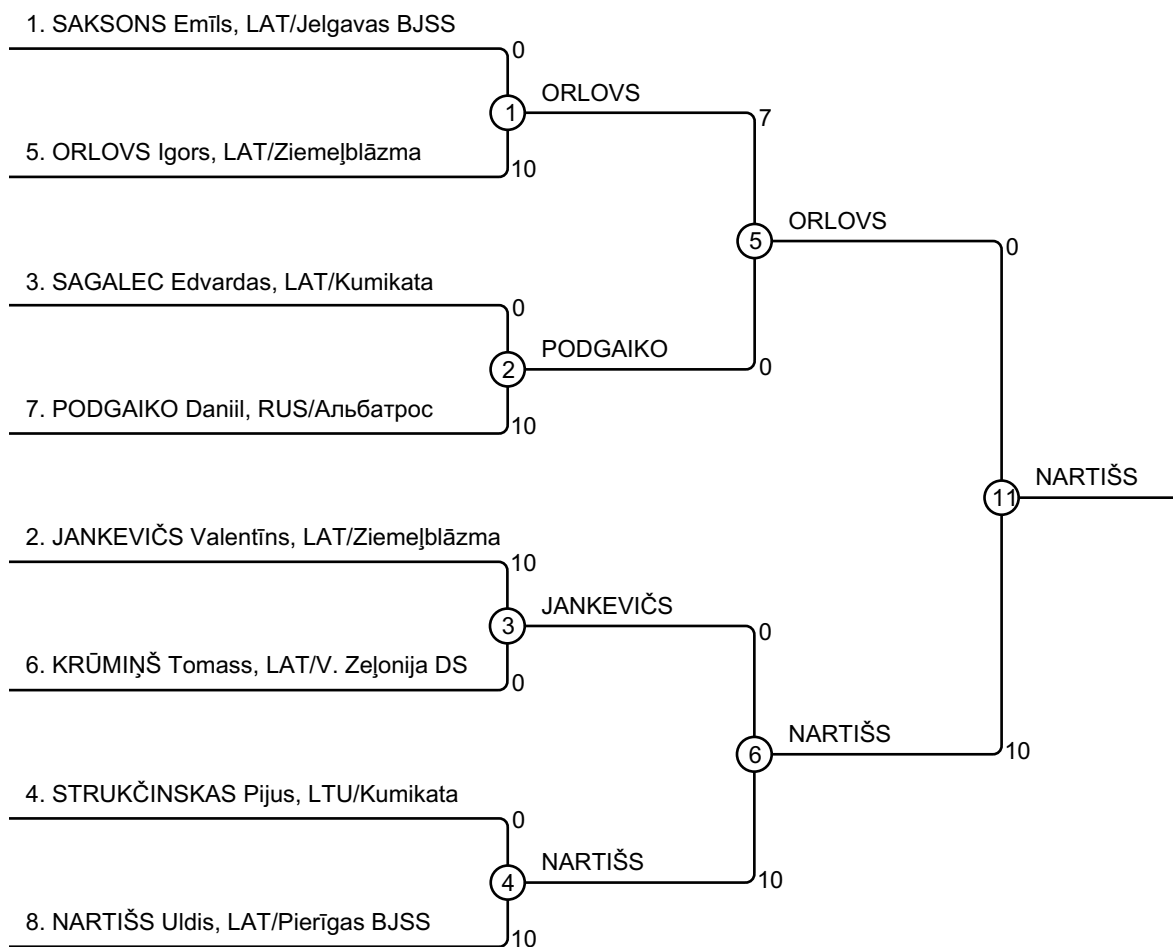 1. SAKSONS Emīls, LAT/Jelgavas BJSS
0
1
ORLOVS
7
5. ORLOVS Igors, LAT/Ziemeļblāzma
10
5
ORLOVS
0
3. SAGALEC Edvardas, LAT/Kumikata
0
2
PODGAIKO
0
7. PODGAIKO Daniil, RUS/Альбатрос
10
11
NARTIŠS
2. JANKEVIČS Valentīns, LAT/Ziemeļblāzma
10
3
JANKEVIČS
0
6. KRŪMIŅŠ Tomass, LAT/V. Zeļonija DS
0
6
NARTIŠS
10
4. STRUKČINSKAS Pijus, LTU/Kumikata
0
4
NARTIŠS
10
8. NARTIŠS Uldis, LAT/Pierīgas BJSS
10